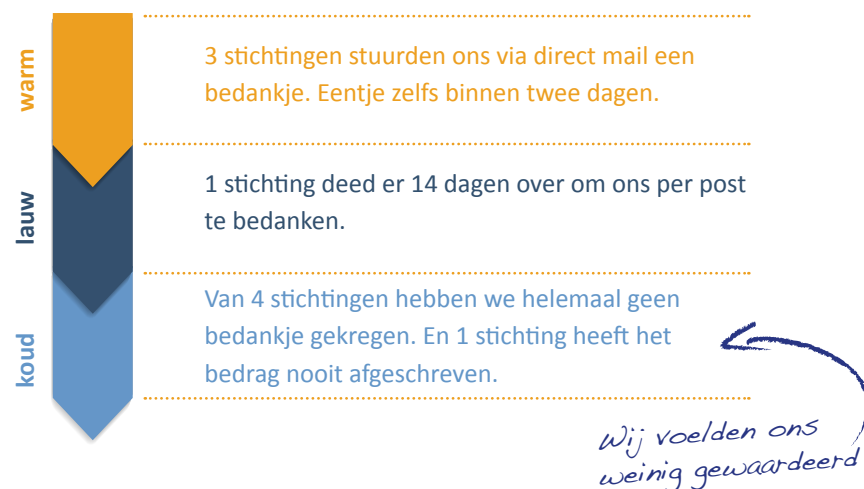 warm
3 stichtingen stuurden ons via direct mail een
bedankje. Eentje zelfs binnen twee dagen.
lauw
1 stichting deed er 14 dagen over om ons per post
te bedanken.
koud
Van 4 stichtingen hebben we helemaal geen
bedankje gekregen. En 1 stichting heeft het
bedrag nooit afgeschreven.
Wij voelden ons
weinig gewaardeerd